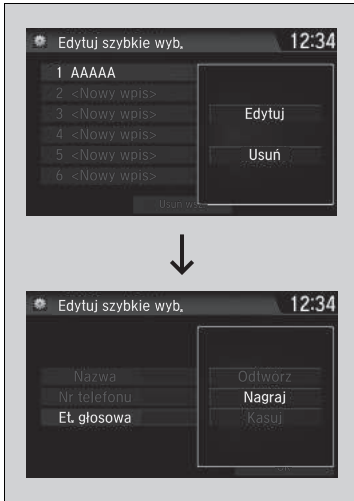 Edytuj szybkie wyb. 12:34
1 AAAAA
2 <Nowy wpis>
3 <Nowy wpis>
4 <Nowy wpis>
5 <Nowy wpis>
6 <Nowy wpis>
Edytuj
Usuń
Usuń wsz.
Edytuj szybkie wyb. 12:34
Nazwa
Nr telefonu
Et. głosowa
Odtwórz
Nagraj
Kasuj
OK